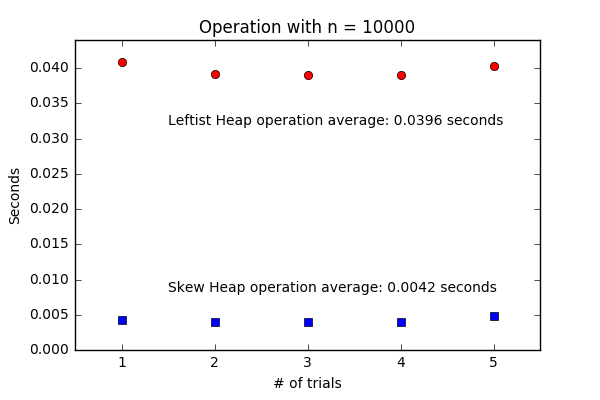 Operation with n = 10000
0.040
0.035
Leftist Heap operation average: 0.0396 seconds
0.030
0.025
Seconds
0.020
0.015
0.010
Skew Heap operation average: 0.0042 seconds
0.005
0.000
1 2 3 4 5
# of trials